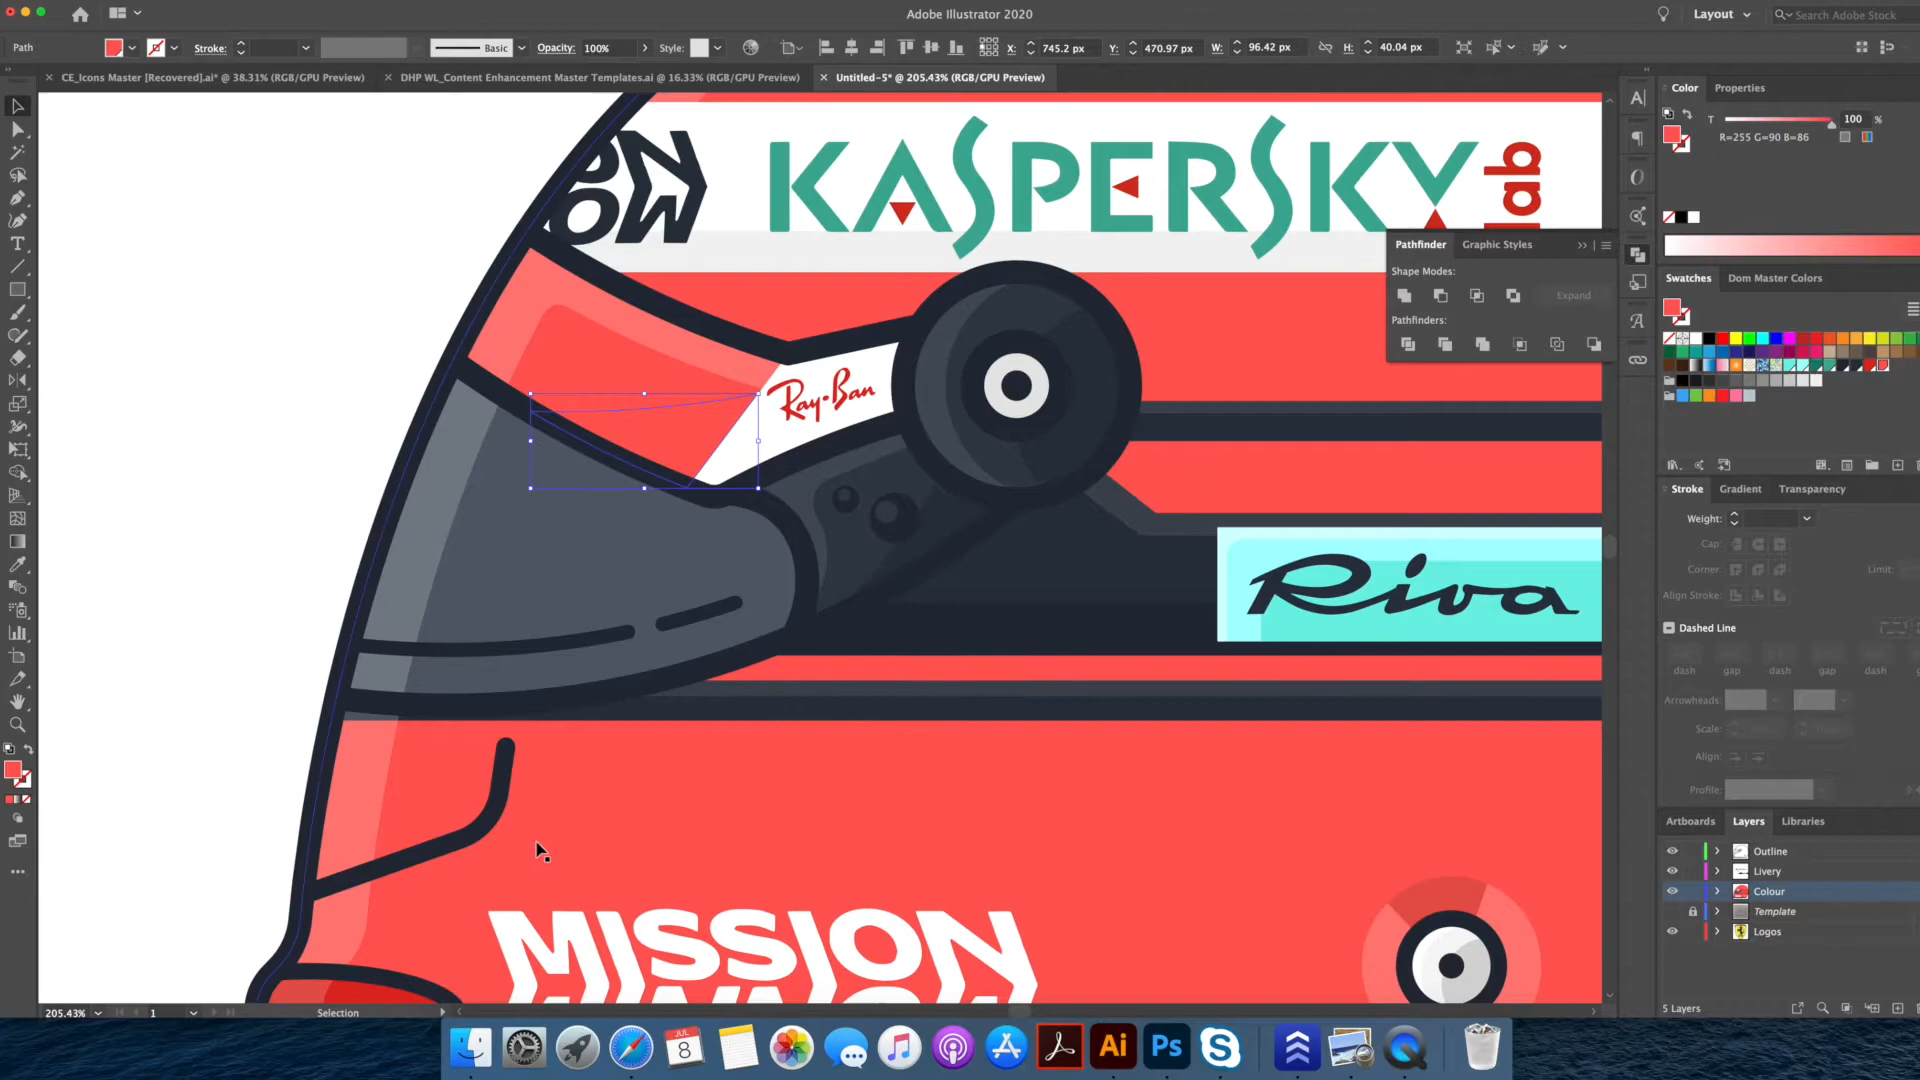 Adobe Illustrator 2020
Layout
Search Adobe Stock
Path
Stroke:
Basic
Opacity: 100%
Style:
X: 745.2 px
Y: 470.97 px
W: 96.42 px
H: 40.04 px
CE_Icons Master [Recovered].ai* @ 38.31% (RGB/GPU Preview)
DHP WL_Content Enhancement Master Templates.ai @ 16.33% (RGB/GPU Preview)
Untitled-5* @ 205.43% (RGB/GPU Preview)
Color
Properties
T
100
%
R=255 G=90 B=86
KASPERSKY
lab
Pathfinder
Graphic Styles
Shape Modes:
Expand
Pathfinders:
Swatches
Dom Master Colors
Ray-Ban
Riva
Stroke
Gradient
Transparency
Weight:
Cap:
Corner:
Limit:
Align Stroke:
Dashed Line
dash
gap
dash
gap
dash
Arrowheads:
Scale:
Align:
Profile:
MISSION
Artboards
Layers
Libraries
Outline
Livery
Colour
Template
Logos
5 Layers
205.43%
1
Selection
JUL
8
Ai
Ps
S